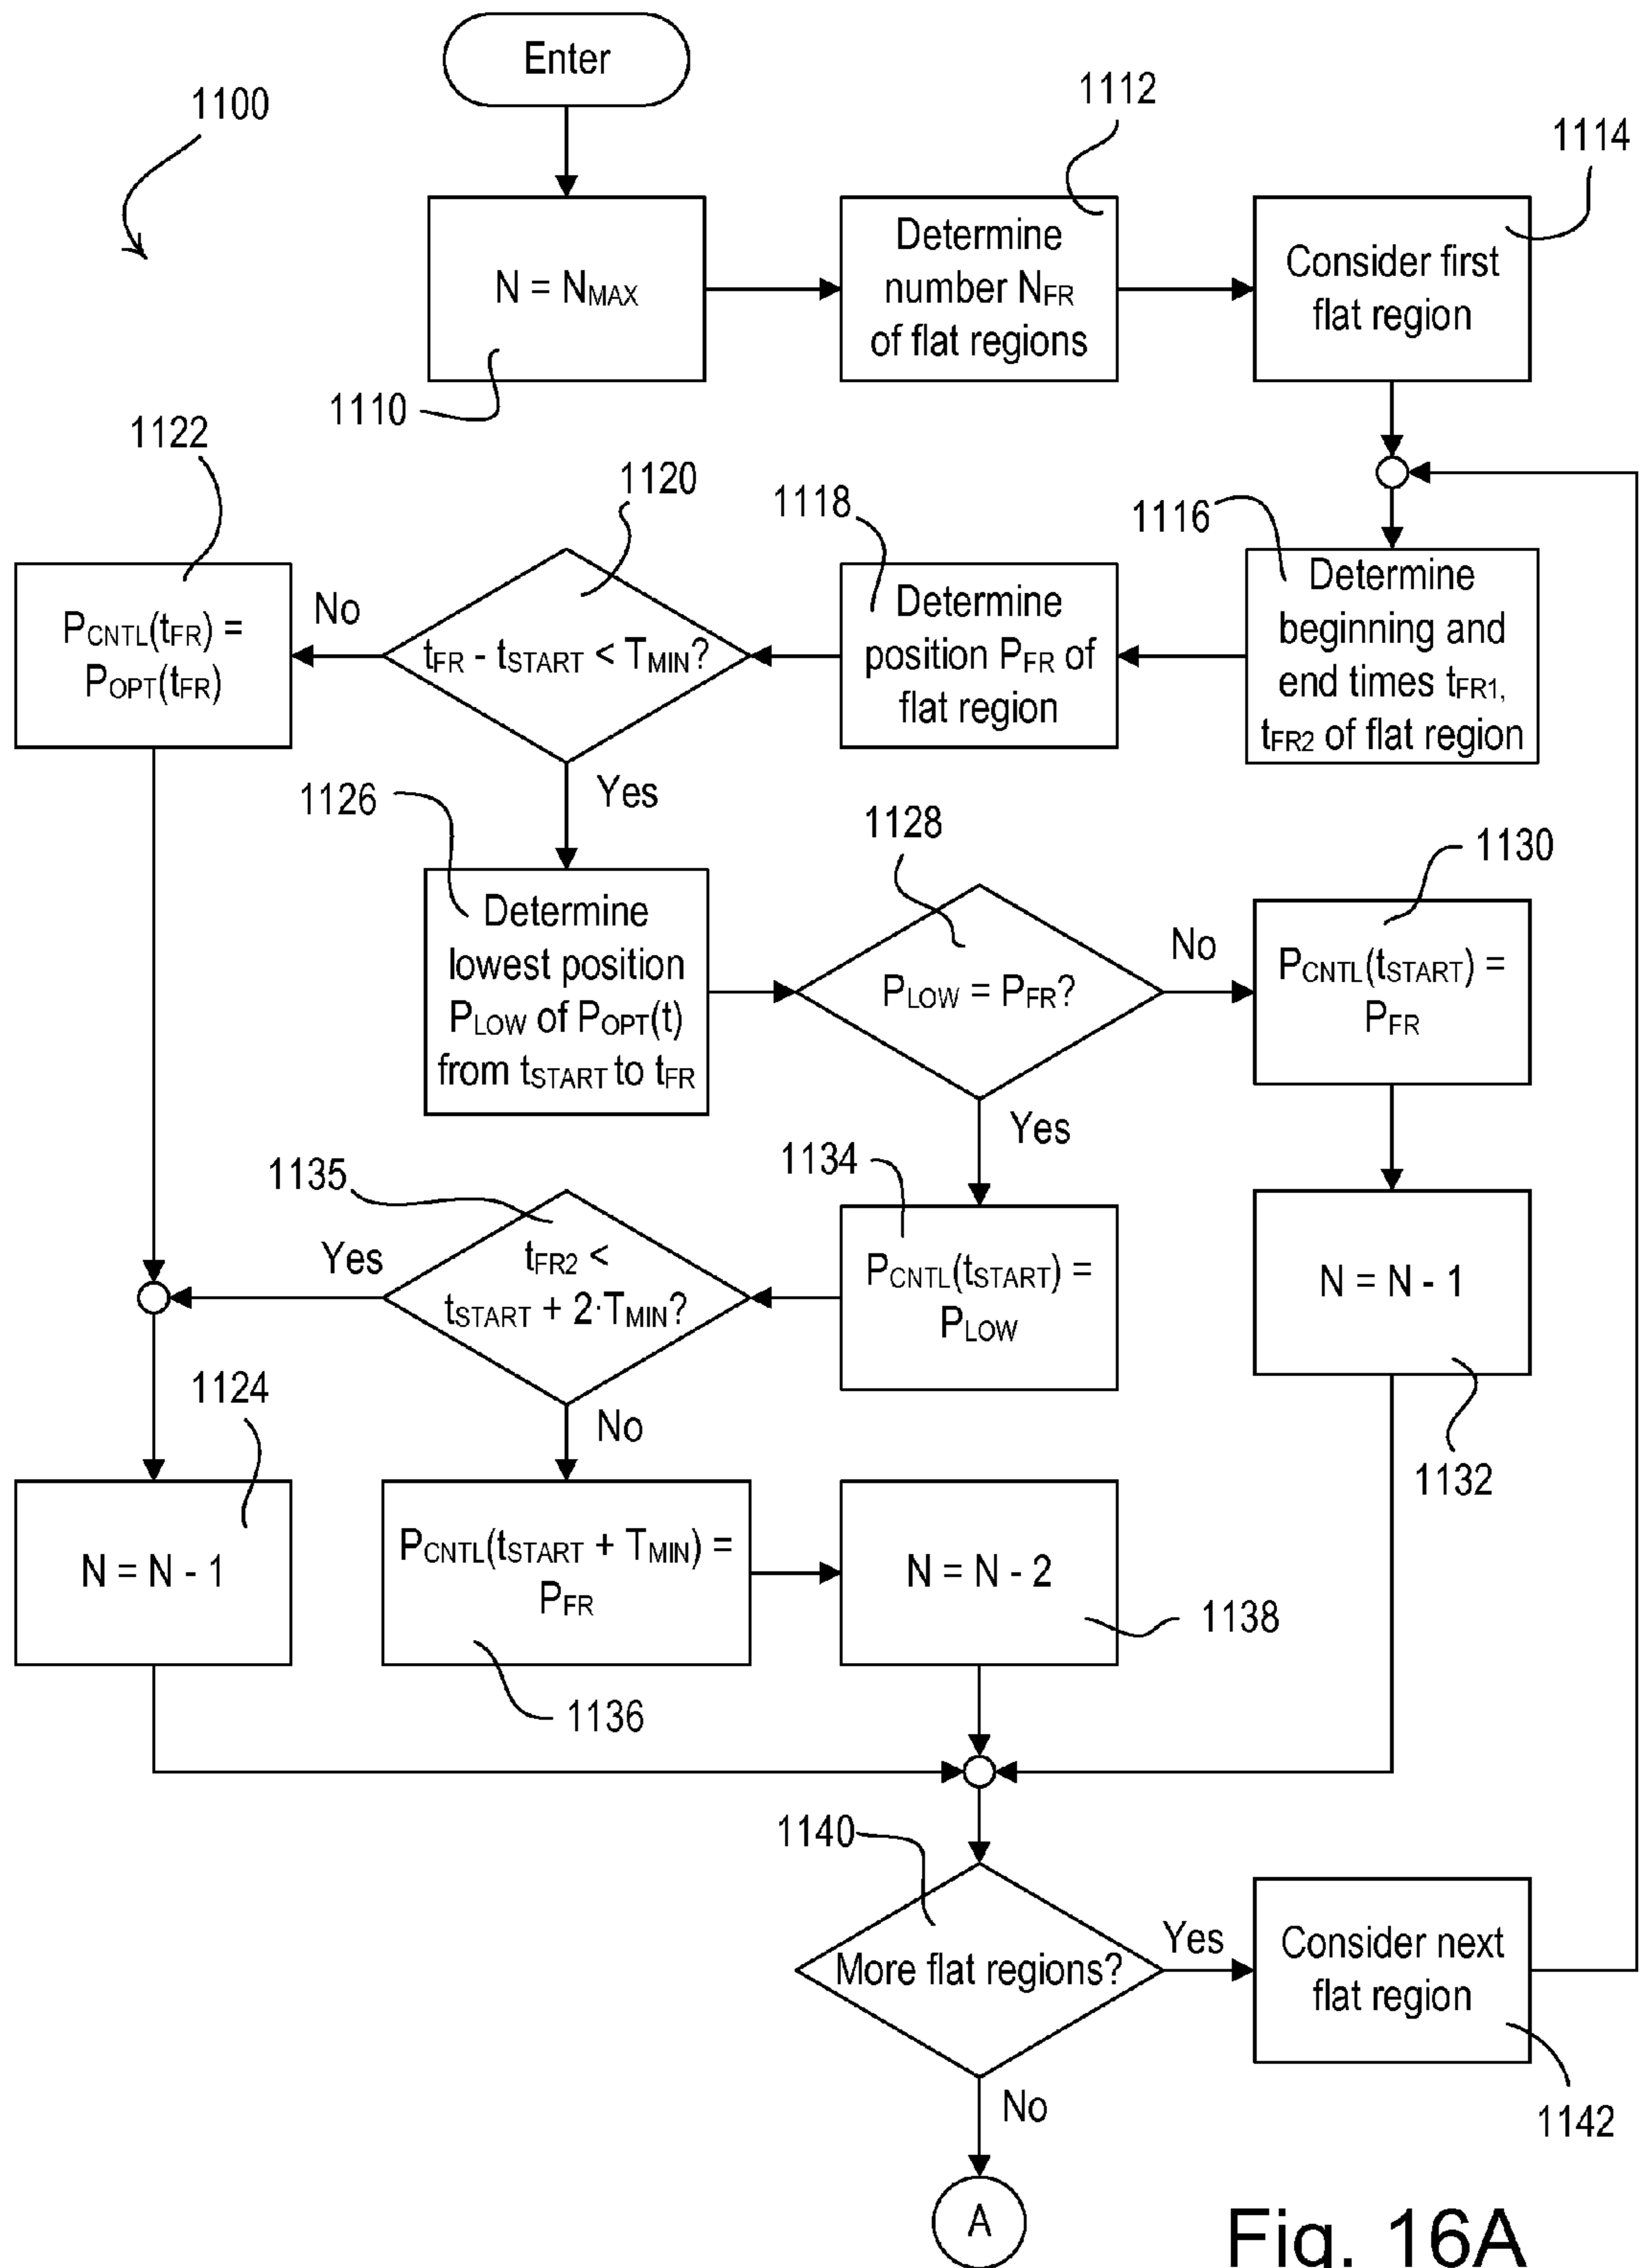 Enter
1100
1112
1114
N = NMAX
1110
Determine
number NFR
of flat regions
Consider first
flat region
1122
1120
1118
1116
PCNTL(tFR) =
POPT(tFR)
No
tFR - tSTART < TMIN?
Yes
Determine
position PFR of
flat region
Determine
beginning and
end times tFR1,
tFR2 of flat region
1126
1128
1130
Determine
lowest position
PLOW of POPT(t)
from tSTART to tFR
PLOW = PFR?
No
Yes
PCNTL(tSTART) =
PFR
1135
1134
Yes
tFR2 <
tSTART + 2·TMIN?
No
PCNTL(tSTART) =
PLOW
N = N - 1
1132
1124
N = N - 1
PCNTL(tSTART + TMIN) =
PFR
1136
N = N - 2
1138
1140
More flat regions?
Yes
Consider next
flat region
1142
No
A
Fig. 16A